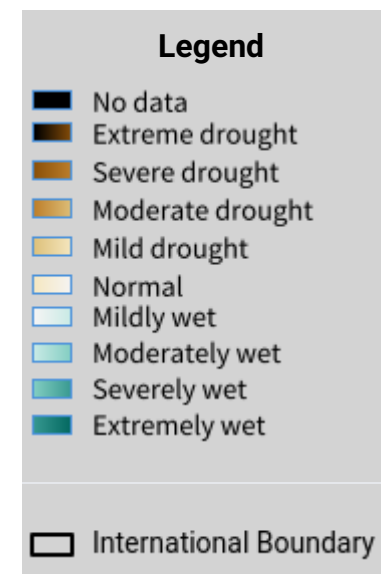 Legend
No data
Extreme drought
Severe drought
Moderate drought
Mild drought
Normal
Mildly wet
Moderately wet
Severely wet
Extremely wet
International Boundary